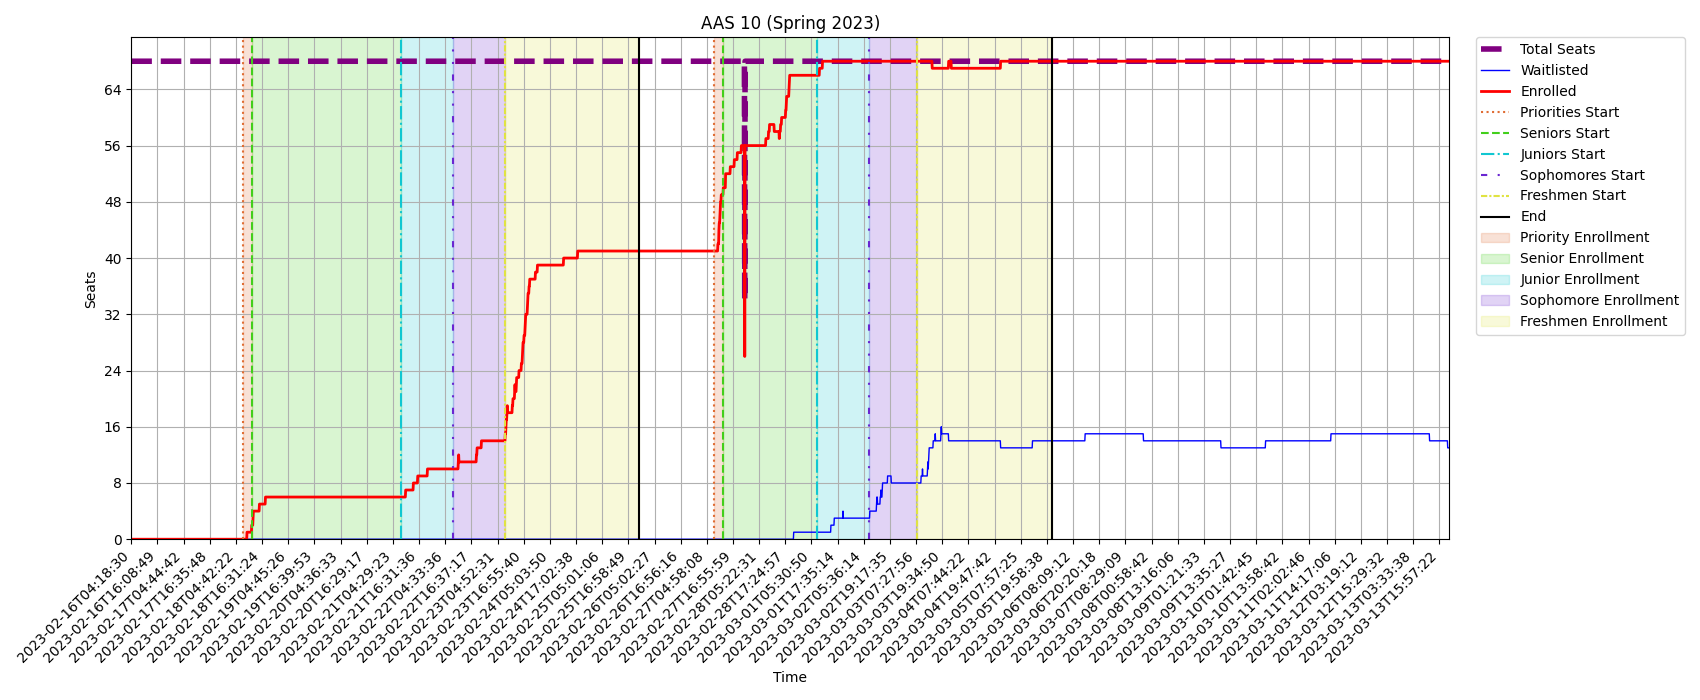 AAS 10 (Spring 2023)
Seats
64
56
48
40
32
24
16
8
0
2023-02-16T04:18:30
2023-02-16T16:08:49
2023-02-17T04:44:42
2023-02-17T16:35:48
2023-02-18T04:42:22
2023-02-18T16:31:24
2023-02-19T04:45:26
2023-02-19T16:39:53
2023-02-20T04:36:33
2023-02-20T16:29:17
2023-02-21T04:29:23
2023-02-21T16:31:36
2023-02-22T04:33:36
2023-02-22T16:37:17
2023-02-23T04:52:31
2023-02-23T16:55:40
2023-02-24T05:03:50
2023-02-24T17:02:38
2023-02-25T05:01:06
2023-02-25T16:58:49
2023-02-26T05:02:27
2023-02-26T16:56:16
2023-02-27T04:58:08
2023-02-27T16:55:59
2023-02-28T05:22:31
2023-02-28T17:24:57
2023-03-01T05:30:50
2023-03-01T17:35:14
2023-03-02T05:36:14
2023-03-02T19:17:35
2023-03-03T07:27:56
2023-03-03T19:34:50
2023-03-04T07:44:22
2023-03-04T19:47:42
2023-03-05T07:57:25
2023-03-05T19:58:38
2023-03-06T08:09:12
2023-03-06T20:20:18
2023-03-07T08:29:09
2023-03-08T00:58:42
2023-03-08T13:16:06
2023-03-09T01:21:33
2023-03-09T13:35:27
2023-03-10T01:42:45
2023-03-10T13:58:42
2023-03-11T02:02:46
2023-03-11T14:17:06
2023-03-12T03:19:12
2023-03-12T15:29:32
2023-03-13T03:33:38
2023-03-13T15:57:22
Time
Total Seats
Waitlisted
Enrolled
Priorities Start
Seniors Start
Juniors Start
Sophomores Start
Freshmen Start
End
Priority Enrollment
Senior Enrollment
Junior Enrollment
Sophomore Enrollment
Freshmen Enrollment